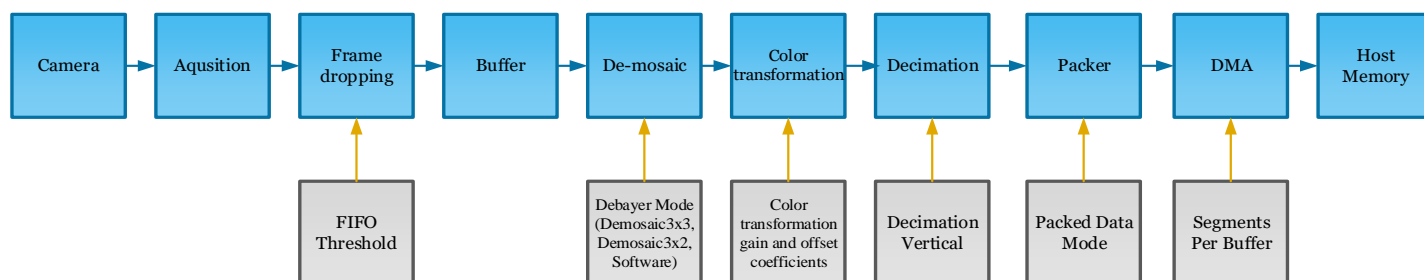 Camera
Aqusition
Frame
dropping
Buffer
De-mosaic
Color
transformation
Decimation
Packer
DMA
Host
Memory
FIFO
Threshold
Debayer Mode
(Demosaic3x3,
Demosaic3x2,
Software)
Color
transformation
gain and offset
coefficients
Decimation
Vertical
Packed Data
Mode
Segments
Per Buffer